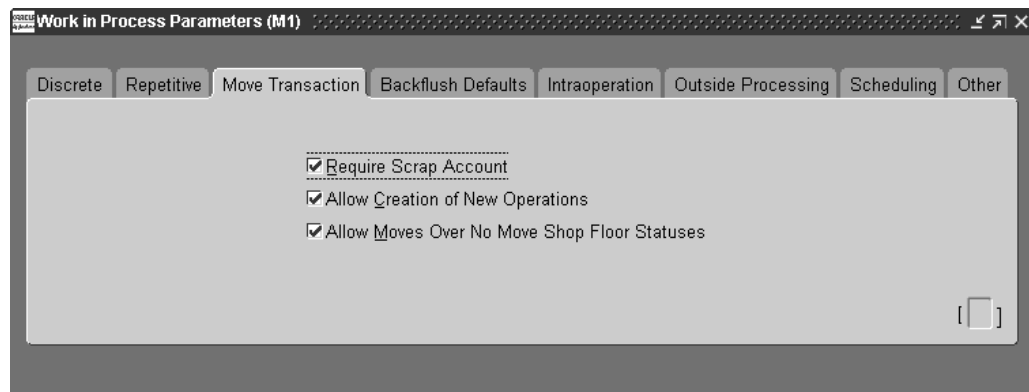 Work in Process Parameters (M1)
Discrete Repetitive Move Transaction Backflush Defaults Intraoperation Outside Processing Scheduling Other
Require Scrap Account
Allow Creation of New Operations
Allow Moves Over No Move Shop Floor Statuses
[ ]